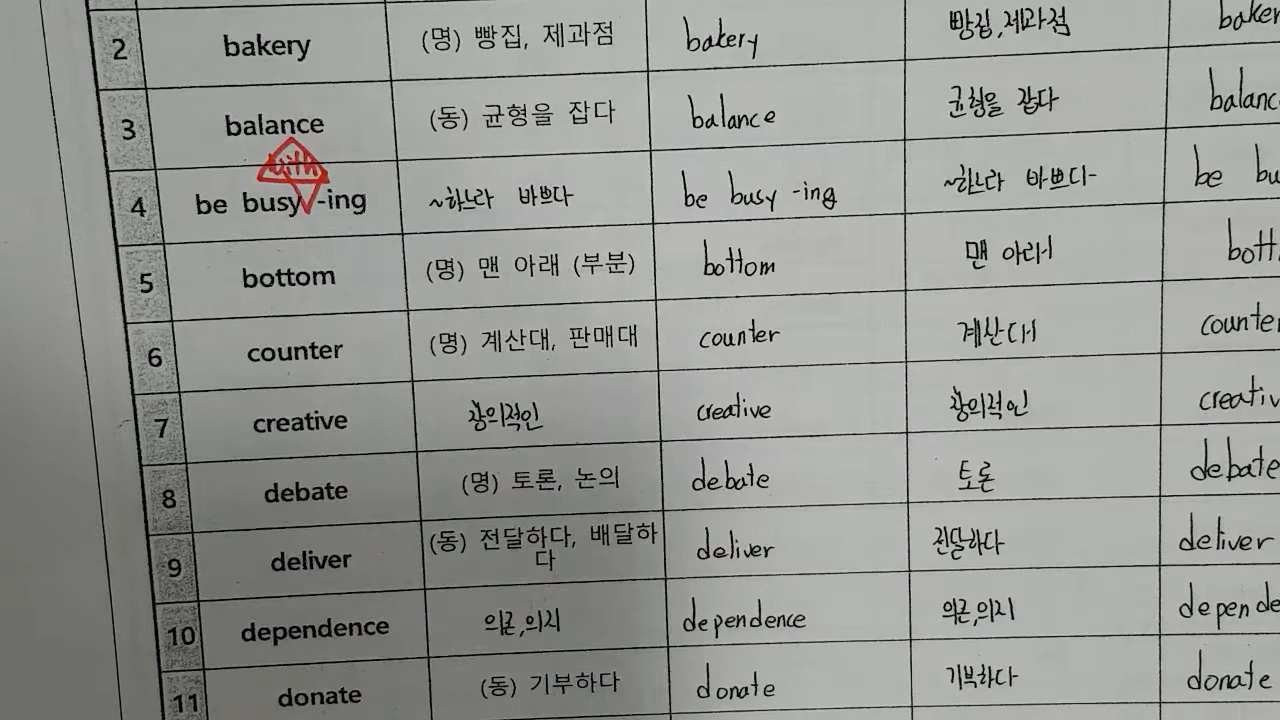 2 bakery (명) 빵집, 제과점 bakery 빵집, 제과점
3 balance (동) 균형을 잡다 balance 균형을 잡다
with
4 be busy -ing ~하느라 바쁘다 be busy -ing ~하느라 바쁘다
5 bottom (명) 맨 아래 (부분) bottom 맨 아래
6 counter (명) 계산대, 판매대 counter 계산대
7 creative 창의적인 creative 창의적인
8 debate (명) 토론, 논의 debate 토론 debate
9 deliver (동) 전달하다, 배달하 deliver 전달하다 deliver
다
10 dependence 의존, 의지 dependence 의존, 의지
11 donate (동) 기부하다 donate 기부하다 donate